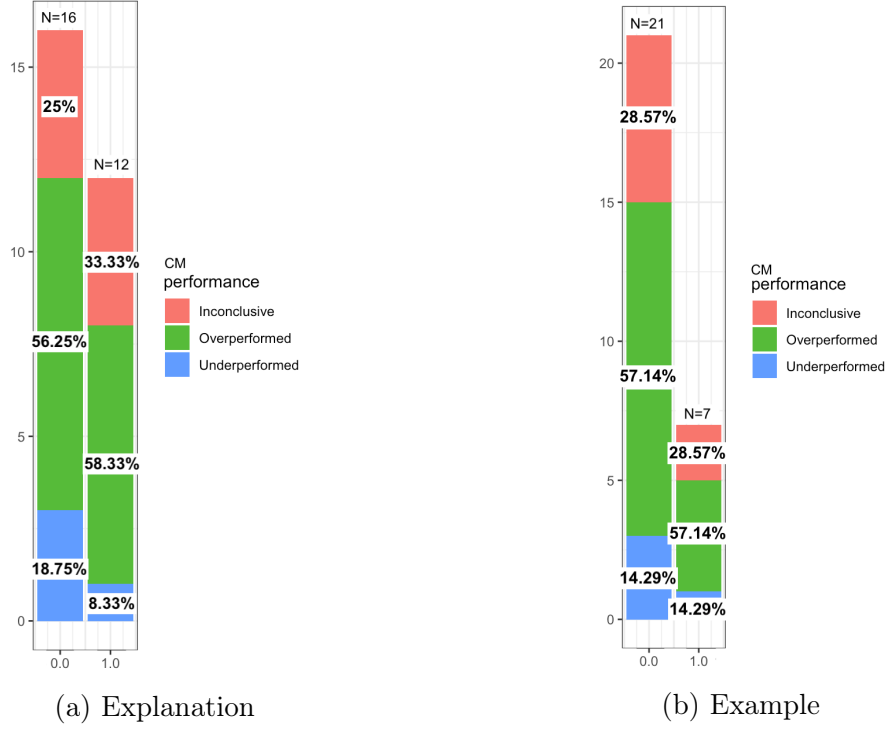 N=16
15
25%
N=12
10
33.33%
56.25%
5
58.33%
18.75%
8.33%
0
0.0 1.0
CM
performance
Inconclusive
Overperformed
Underperformed
(a) Explanation
N=21
20
28.57%
15
10
57.14%
N=7
28.57%
5
57.14%
14.29%
14.29%
0
0.0 1.0
CM
performance
Inconclusive
Overperformed
Underperformed
(b) Example